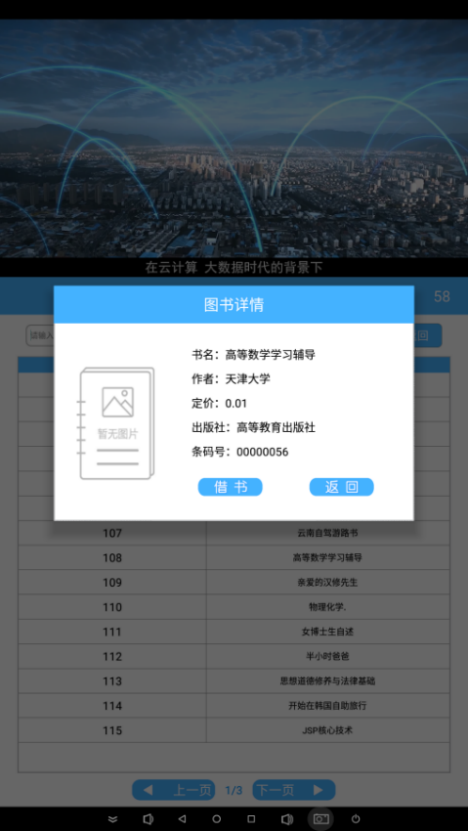 在云计算 大数据时代的背景下
58
图书详情
请输入
回
暂无图片
书名：高等数学学习辅导
作者：天津大学
定价：0.01
出版社：高等教育出版社
条码号：00000056
借 书
返 回
107 云南自驾游路书
108 高等数学学习辅导
109 亲爱的汉修先生
110 物理化学.
111 女博士生自述
112 半小时爸爸
113 思想道德修养与法律基础
114 开始在韩国自助旅行
115 JSP核心技术
上一页 1/3 下一页